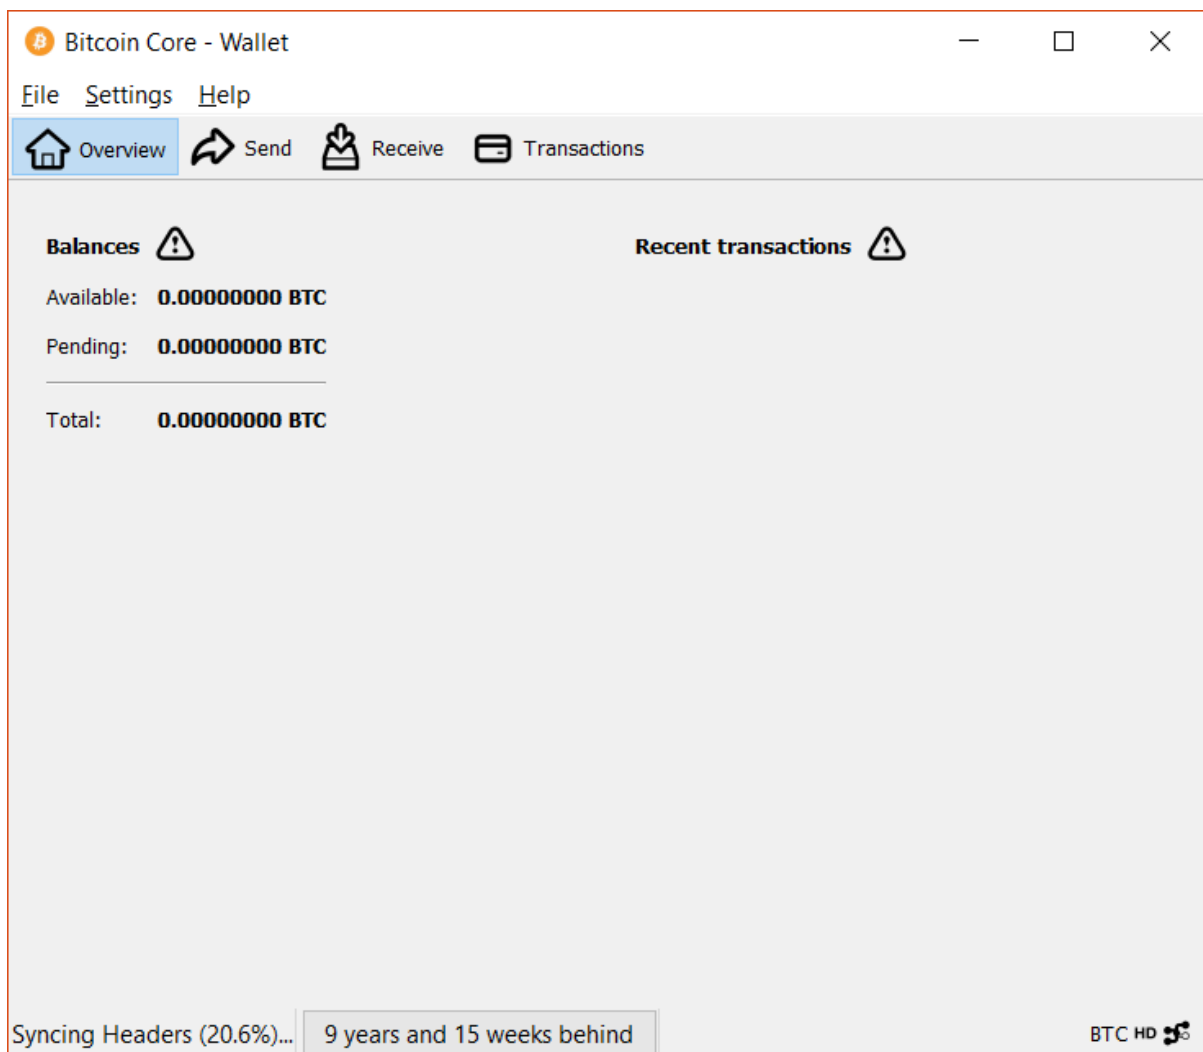 Bitcoin Core - Wallet
File Settings Help
Overview Send Receive Transactions
Balances Recent transactions
Available: 0.00000000 BTC
Pending: 0.00000000 BTC
Total: 0.00000000 BTC
Syncing Headers (20.6%)... 9 years and 15 weeks behind BTC HD